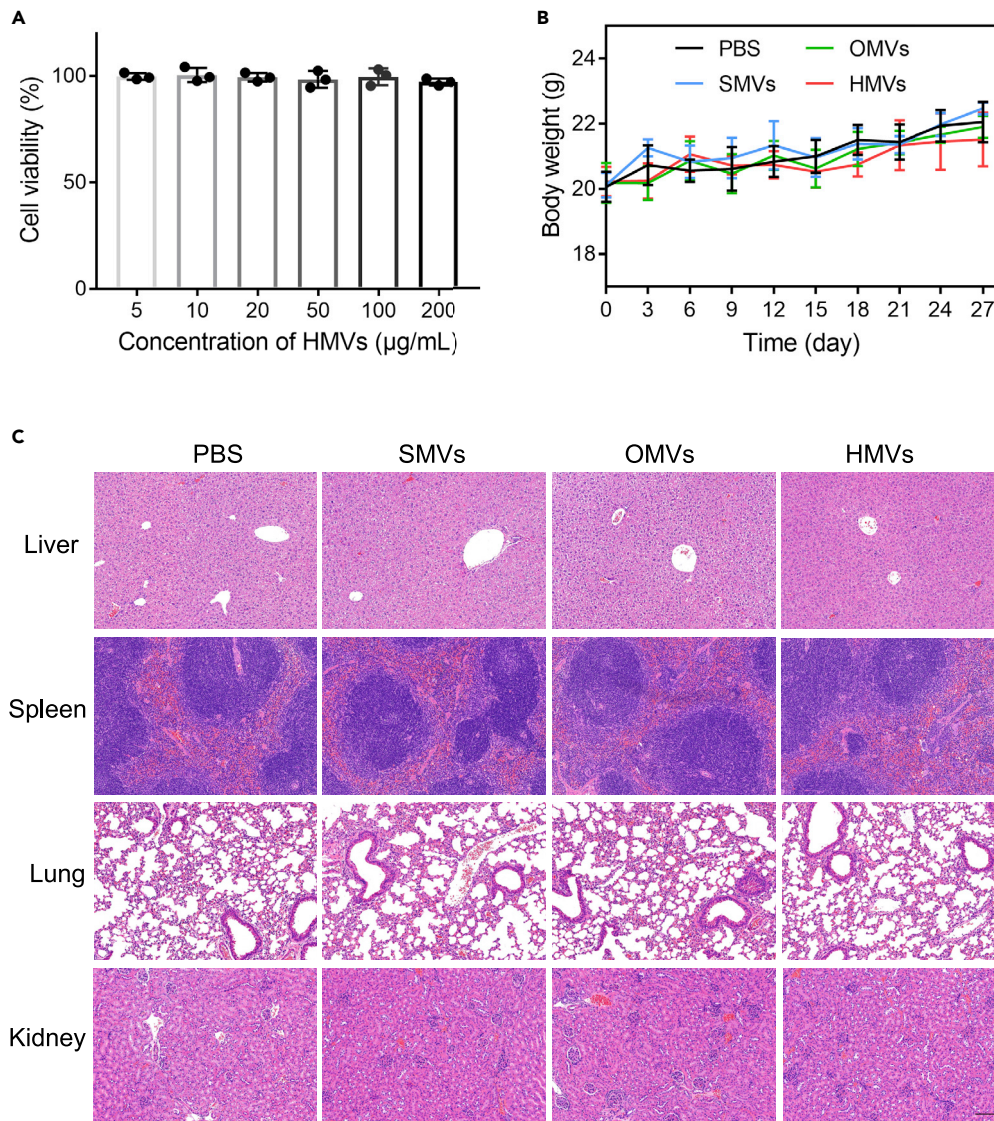 A
Cell viability (%)
100
50
0
5 10 20 50 100 200
Concentration of HMVs (μg/mL)
B
Body weight (g)
24
22
20
18
PBS OMVs
SMVs HMVs
0 3 6 9 12 15 18 21 24 27
Time (day)
C
PBS SMVs OMVs HMVs
Liver
Spleen
Lung
Kidney